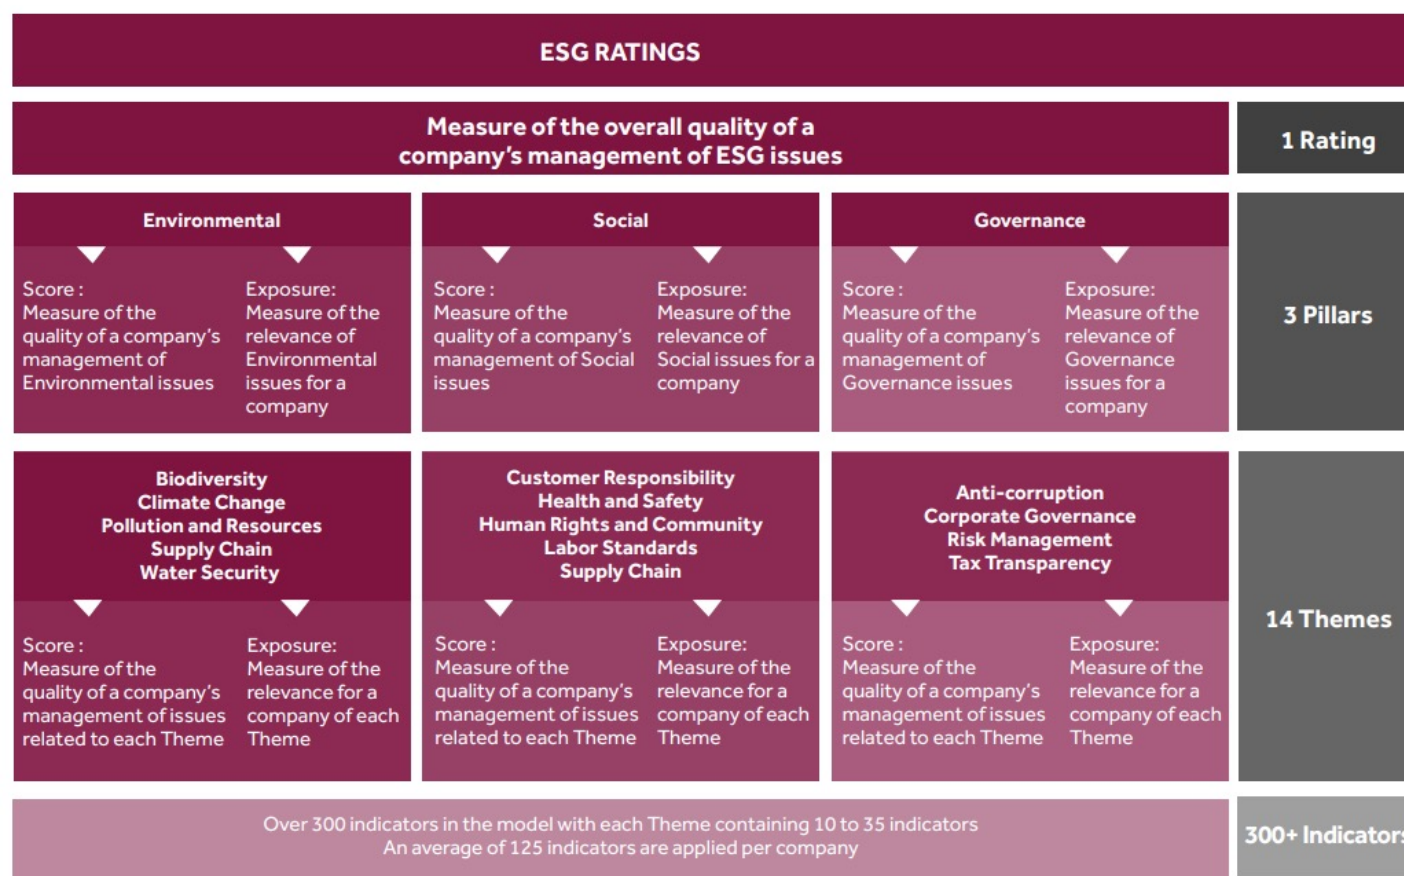 ESG RATINGS
Measure of the overall quality of a
company's management of ESG issues
1 Rating
Environmental
Score :
Measure of the
quality of a company's
management of
Environmental issues
Exposure:
Measure of the
relevance of
Environmental
issues for a
company
Social
Score :
Measure of the
quality of a company's
management of Social
issues
Exposure:
Measure of the
relevance of
Social issues for a
company
Governance
Score :
Measure of the
quality of a company's
management of
Governance issues
Exposure:
Measure of the
relevance of
Governance
issues for a
company
3 Pillars
Biodiversity
Climate Change
Pollution and Resources
Supply Chain
Water Security
Score :
Measure of the
quality of a company's
management of issues
related to each Theme
Exposure:
Measure of the
relevance for a
company of each
Theme
Customer Responsibility
Health and Safety
Human Rights and Community
Labor Standards
Supply Chain
Score :
Measure of the
quality of a company's
management of issues
related to each Theme
Exposure:
Measure of the
relevance for a
company of each
Theme
Anti-corruption
Corporate Governance
Risk Management
Tax Transparency
Score :
Measure of the
quality of a company's
management of issues
related to each Theme
Exposure:
Measure of the
relevance for a
company of each
Theme
14 Themes
Over 300 indicators in the model with each Theme containing 10 to 35 indicators
An average of 125 indicators are applied per company
300+ Indicators